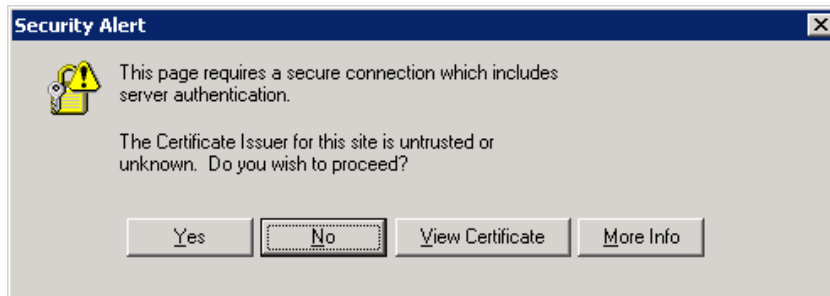 Security Alert
This page requires a secure connection which includes
server authentication.
The Certificate Issuer for this site is untrusted or
unknown. Do you wish to proceed?
Yes No View Certificate More Info